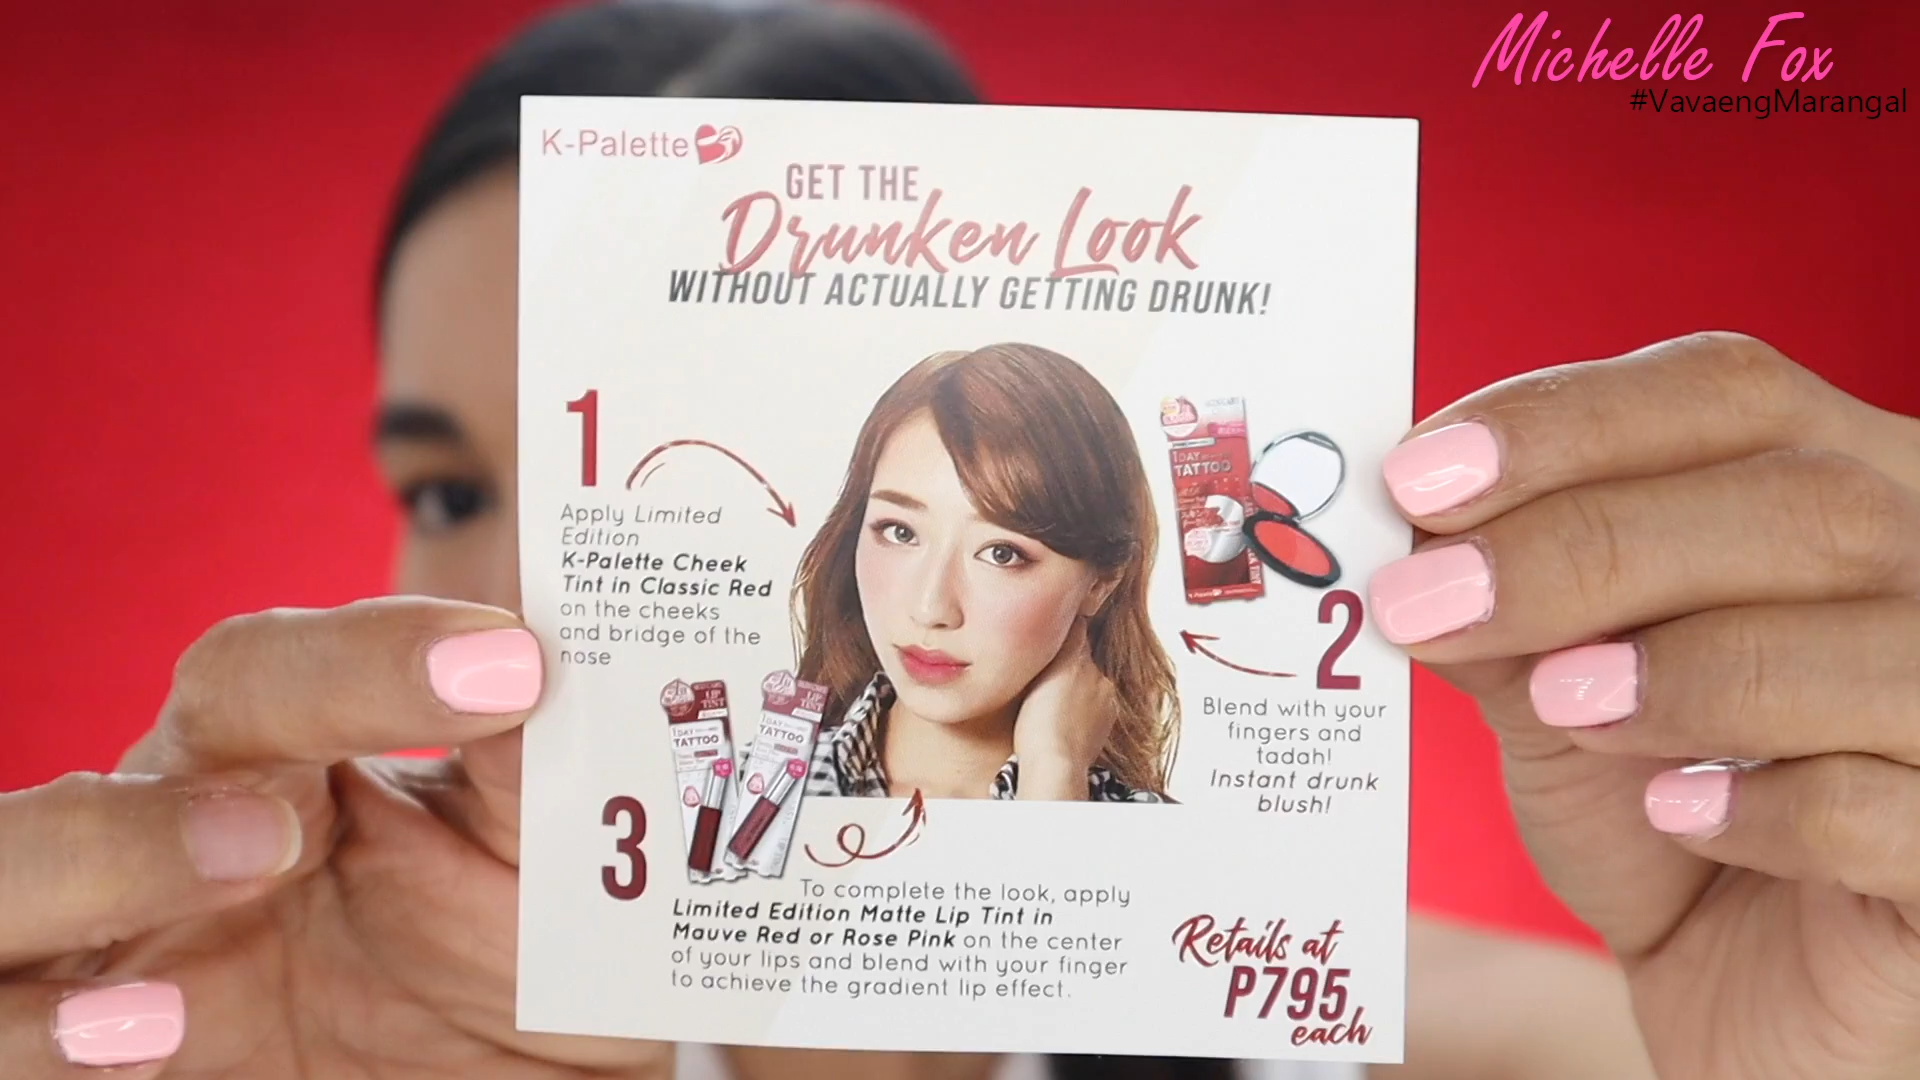 Michelle Fox
#VavaengMarangal
K-Palette
GET THE
Drunken Look
WITHOUT ACTUALLY GETTING DRUNK!
1
Apply Limited
Edition
K-Palette Cheek
Tint in Classic Red
on the cheeks
and bridge of the
nose
1DAY
TATTOO
2
Blend with your
fingers and
tadah!
Instant drunk
blush!
LIP
TINT
1DAY
TATTOO
LIP
TINT
1DAY
TATTOO
3
To complete the look, apply
Limited Edition Matte Lip Tint in
Mauve Red or Rose Pink on the center
of your lips and blend with your finger
to achieve the gradient lip effect.
Retails at
P795
each